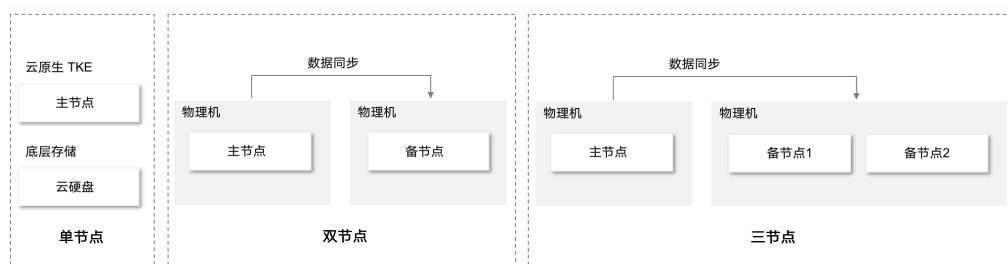 云原生 TKE
主节点
底层存储
云硬盘
单节点
数据同步
物理机
主节点
物理机
备节点
双节点
数据同步
物理机
主节点
物理机
备节点1
备节点2
三节点